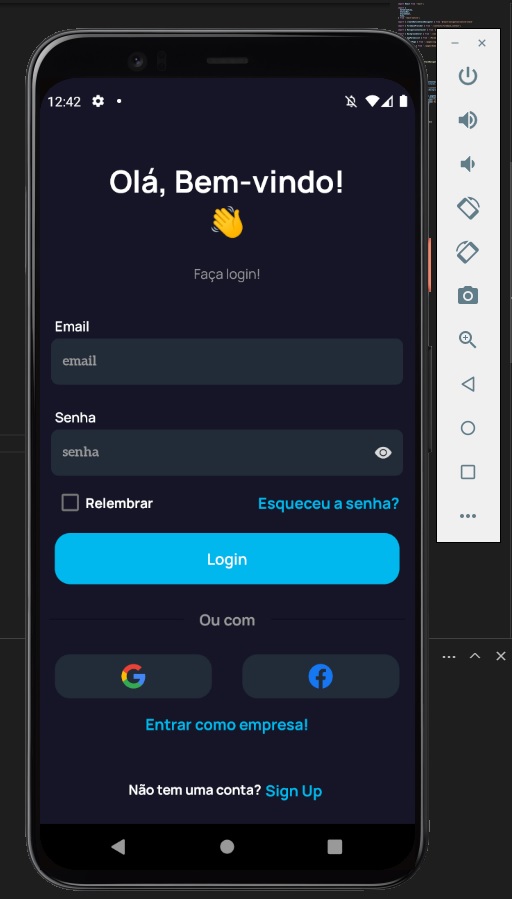 12:42
Olá, Bem-vindo!
Faça login!
Email
email
Senha
senha
Relembrar
Esqueceu a senha?
Login
Ou com
Entrar como empresa!
Não tem uma conta? Sign Up